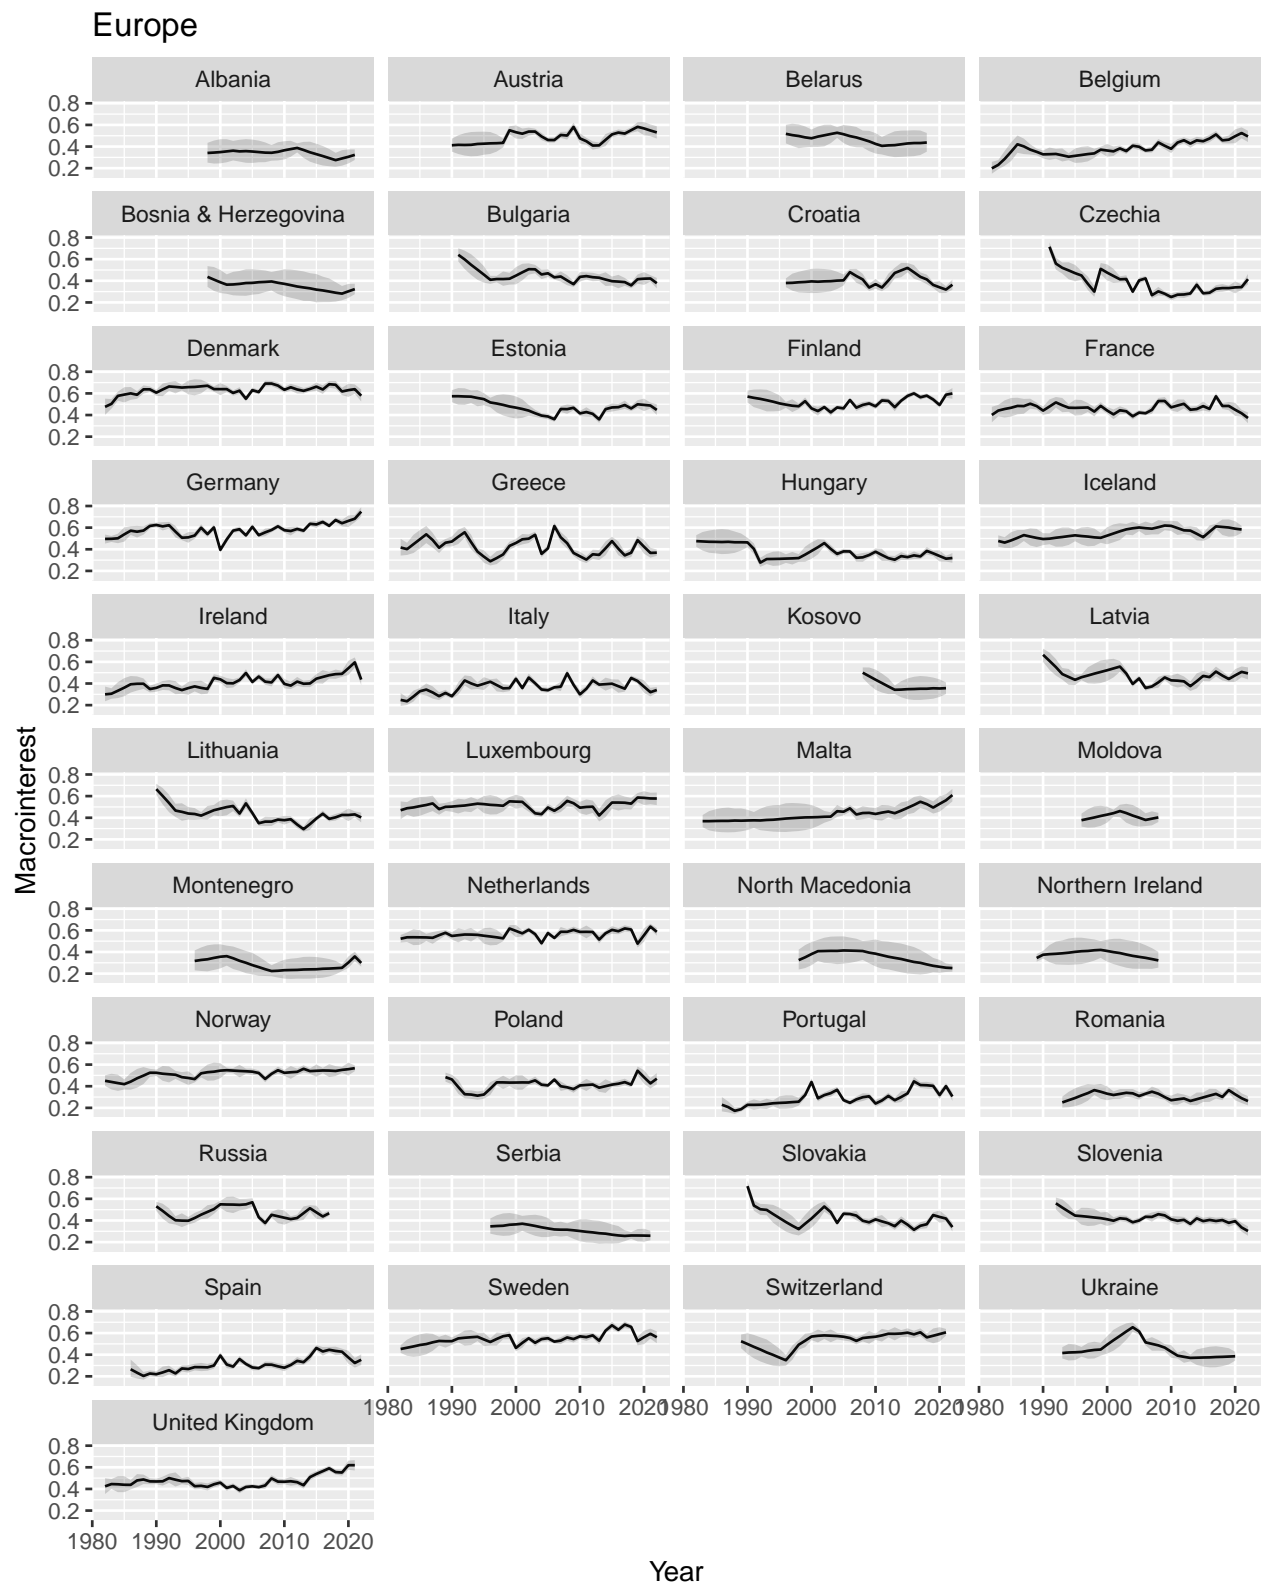 Europe
Albania Austria Belarus Belgium
0.8
0.6
0.4
0.2
Bosnia & Herzegovina Bulgaria Croatia Czechia
0.8
0.6
0.4
0.2
Denmark Estonia Finland France
0.8
0.6
0.4
0.2
Germany Greece Hungary Iceland
0.8
0.6
0.4
0.2
Ireland Italy Kosovo Latvia
0.8
0.6
0.4
0.2
Lithuania Luxembourg Malta Moldova
0.8
0.6
0.4
0.2
Macrointerest
Montenegro Netherlands North Macedonia Northern Ireland
0.8
0.6
0.4
0.2
Norway Poland Portugal Romania
0.8
0.6
0.4
0.2
Russia Serbia Slovakia Slovenia
0.8
0.6
0.4
0.2
Spain Sweden Switzerland Ukraine
0.8
0.6
0.4
0.2
1980 1990 2000 2010 2020 1980 1990 2000 2010 2020 1980 1990 2000 2010 2020
United Kingdom
0.8
0.6
0.4
0.2
1980 1990 2000 2010 2020
Year